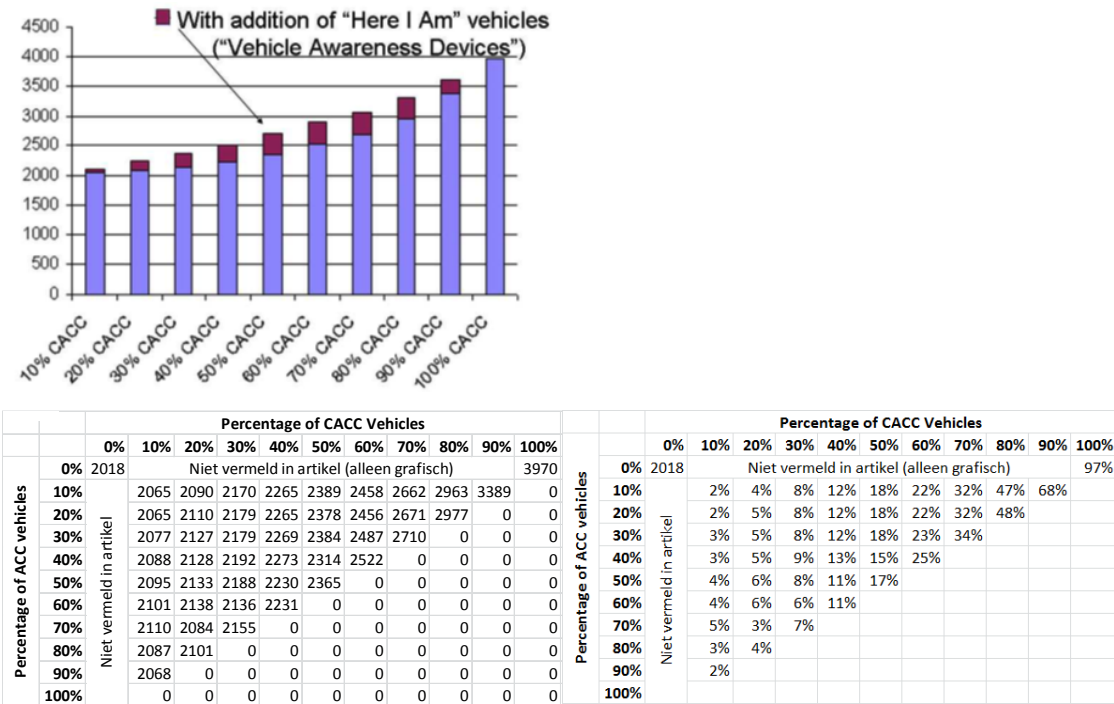 With addition of “Here I Am” vehicles
(“Vehicle Awareness Devices”)
4500
4000
3500
3000
2500
2000
1500
1000
500
0
10% CACC
20% CACC
30% CACC
40% CACC
50% CACC
60% CACC
70% CACC
80% CACC
90% CACC
100% CACC
Percentage of CACC Vehicles
0% 10% 20% 30% 40% 50% 60% 70% 80% 90% 100%
Percentage of ACC vehicles
Niet vermeld in artikel
0% 2018 Niet vermeld in artikel (alleen grafisch) 3970
10% 2065 2090 2170 2265 2389 2458 2662 2963 3389 0
20% 2065 2110 2179 2265 2378 2456 2671 2977 0 0
30% 2077 2127 2179 2269 2384 2487 2710 0 0 0
40% 2088 2128 2192 2273 2314 2522 0 0 0 0
50% 2095 2133 2188 2230 2365 0 0 0 0 0
60% 2101 2138 2136 2231 0 0 0 0 0 0
70% 2110 2084 2155 0 0 0 0 0 0 0
80% 2087 2101 0 0 0 0 0 0 0 0
90% 2068 0 0 0 0 0 0 0 0 0
100% 0 0 0 0 0 0 0 0 0 0
Percentage of CACC Vehicles
0% 10% 20% 30% 40% 50% 60% 70% 80% 90% 100%
Percentage of ACC vehicles
Niet vermeld in artikel
0% 2018 Niet vermeld in artikel (alleen grafisch) 97%
10% 2% 4% 8% 12% 18% 22% 32% 47% 68%
20% 2% 5% 8% 12% 18% 22% 32% 48%
30% 3% 5% 8% 12% 18% 23% 34%
40% 3% 5% 9% 13% 15% 25%
50% 4% 6% 8% 11% 17%
60% 4% 6% 6% 11%
70% 5% 3% 7%
80% 3% 4%
90% 2%
100%